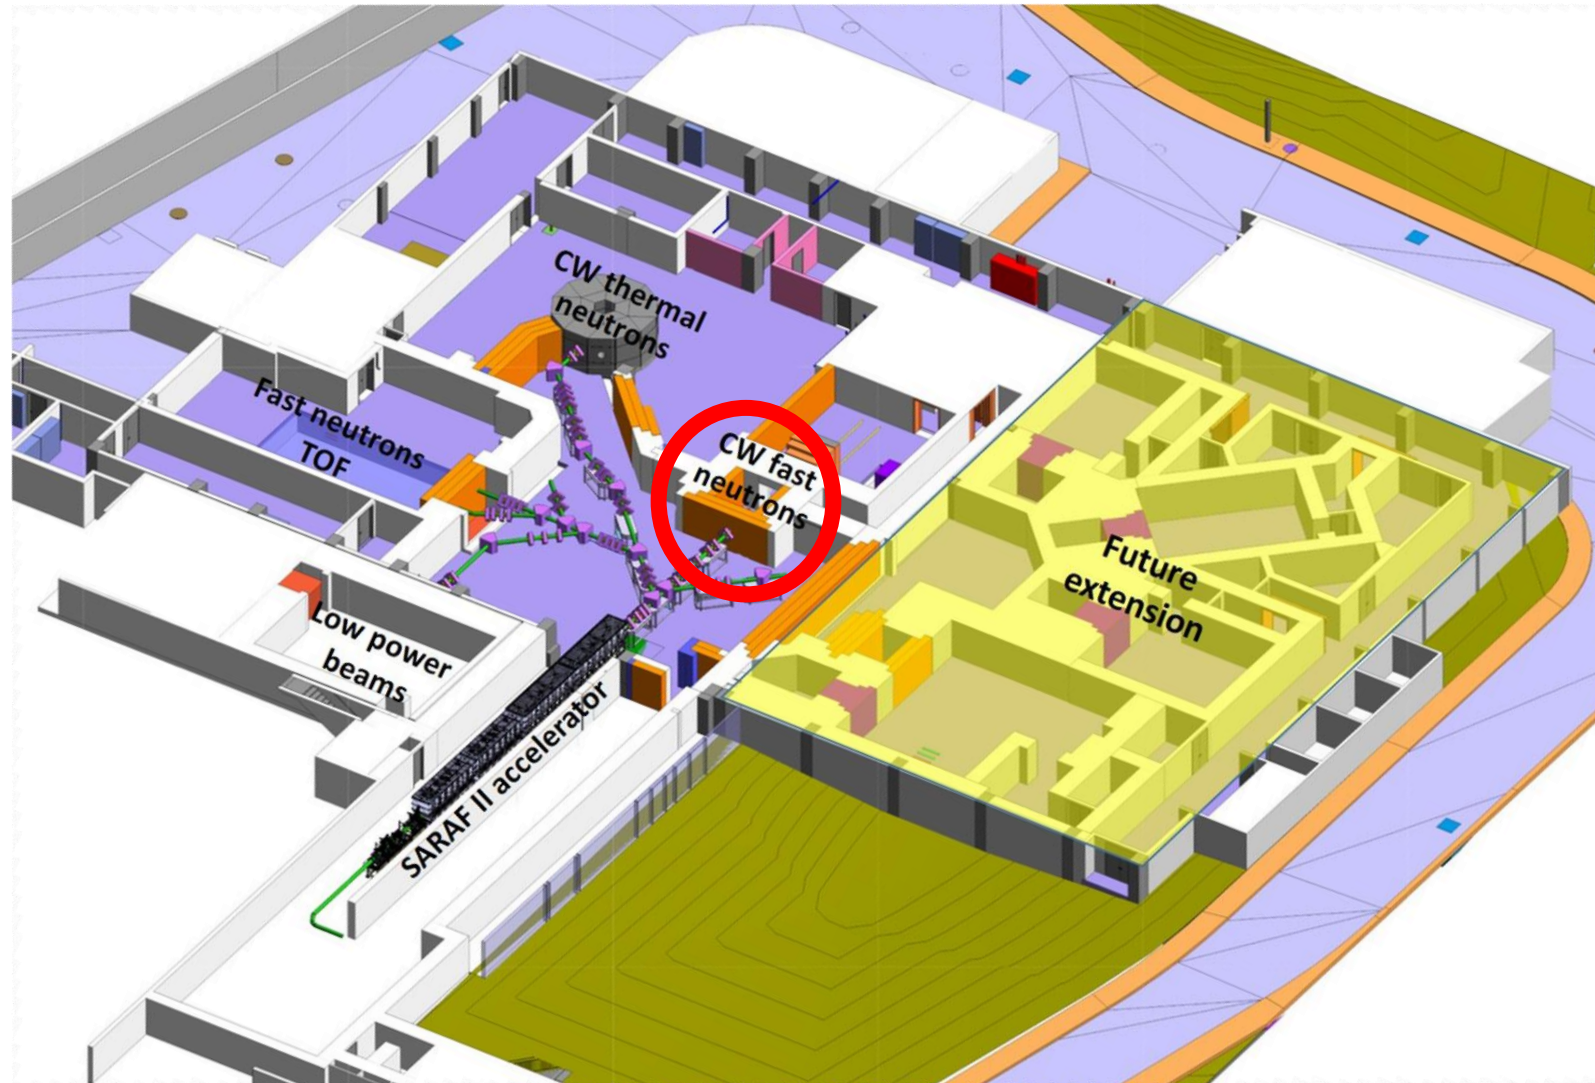 CW thermal
neutrons
Fast neutrons
TOF
CW fast
neutrons
Future
extension
Low power
beams
SARAF II accelerator